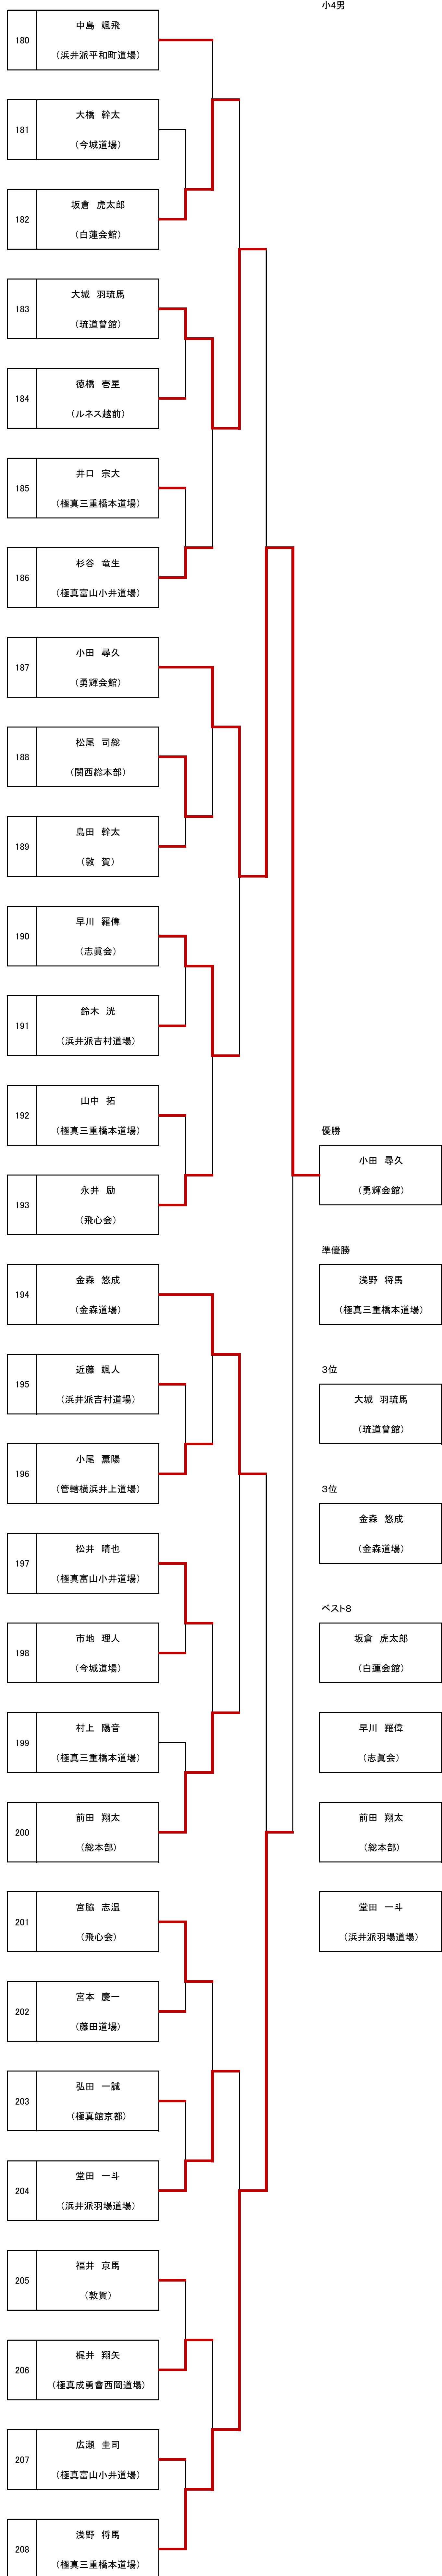 小4男
180
中島 颯飛
（浜井派平和町道場）
181
大橋 幹太
（今城道場）
182
坂倉 虎太郎
（白蓮会館）
183
大城 羽琉馬
（琉道曽館）
184
徳橋 壱星
（ルネス越前）
185
井口 宗大
（極真三重橋本道場）
186
杉谷 竜生
（極真富山小井道場）
187
小田 尋久
（勇輝会館）
188
松尾 司総
（関西総本部）
189
島田 幹太
（敦 賀）
190
早川 羅偉
（志眞会）
191
鈴木 洸
（浜井派吉村道場）
192
山中 拓
（極真三重橋本道場）
193
永井 励
（飛心会）
194
金森 悠成
（金森道場）
195
近藤 颯人
（浜井派吉村道場）
196
小尾 薫陽
（管轄横浜井上道場）
197
松井 晴也
（極真富山小井道場）
198
市地 理人
（今城道場）
199
村上 陽音
（極真三重橋本道場）
200
前田 翔太
（総本部）
201
宮脇 志温
（飛心会）
202
宮本 慶一
（藤田道場）
203
弘田 一誠
（極真館京都）
204
堂田 一斗
（浜井派羽場道場）
205
福井 京馬
（敦賀）
206
梶井 翔矢
（極真成勇會西岡道場）
207
広瀬 圭司
（極真富山小井道場）
208
浅野 将馬
（極真三重橋本道場）
優勝
小田 尋久
（勇輝会館）
準優勝
浅野 将馬
（極真三重橋本道場）
3位
大城 羽琉馬
（琉道曽館）
3位
金森 悠成
（金森道場）
ベスト8
坂倉 虎太郎
（白蓮会館）
早川 羅偉
（志眞会）
前田 翔太
（総本部）
堂田 一斗
（浜井派羽場道場）